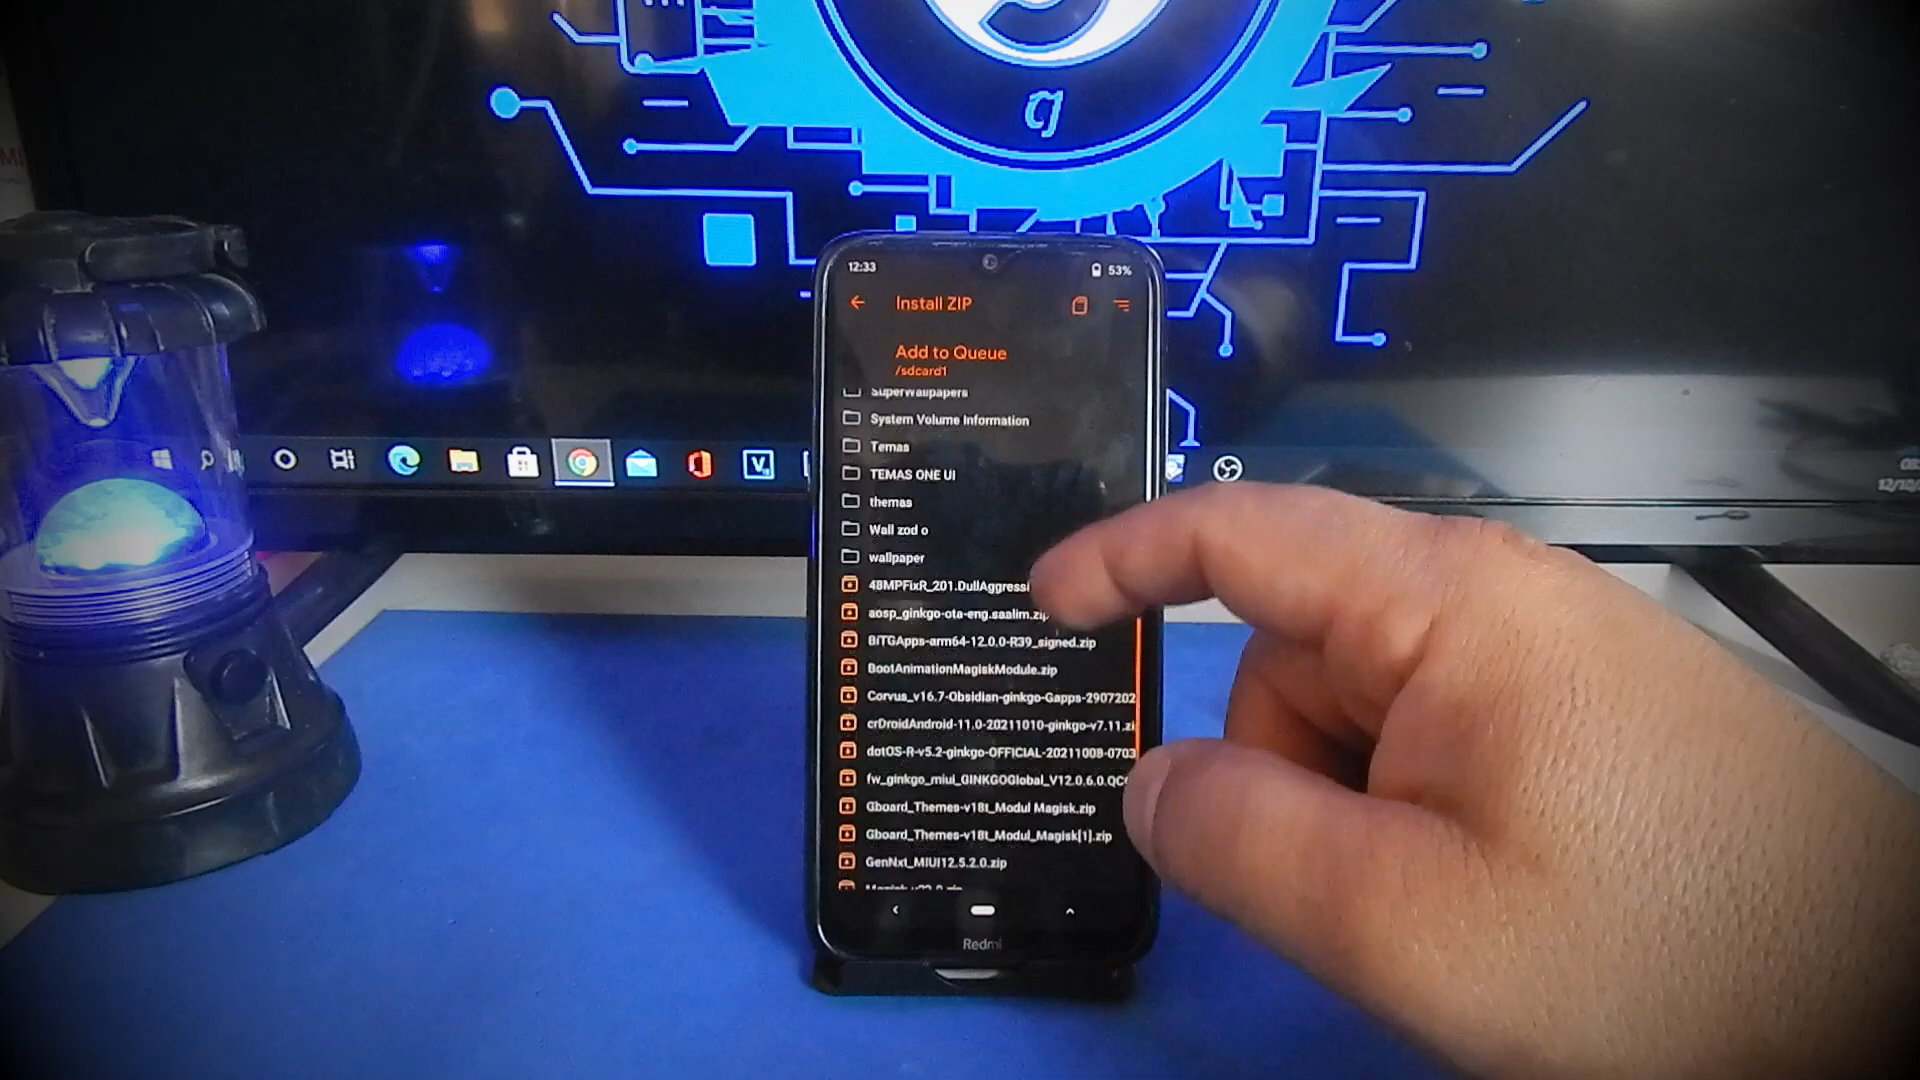 q
12:33
53%
Install ZIP
Add to Queue
/sdcard1
Superwallpapers
System Volume Information
Temas
TEMAS ONE UI
themas
Wall zod o
wallpaper
48MPFixR_201.DullAggressi
aosp_ginkgo-ota-eng.saalim.zip
BiTGApps-arm64-12.0.0-R39_signed.zip
BootAnimationMagiskModule.zip
Corvus_v16.7-Obsidian-ginkgo-Gapps-2907202
crDroidAndroid-11.0-20211010-ginkgo-v7.11.zi
dotOS-R-v5.2-ginkgo-OFFICIAL-20211008-0703
fw_ginkgo_miui_GINKGOGlobal_V12.0.6.0.QC
Gboard_Themes-v18t_Modul Magisk.zip
Gboard_Themes-v18t_Modul_Magisk[1].zip
GenNxt_MIUI12.5.2.0.zip
Redmi